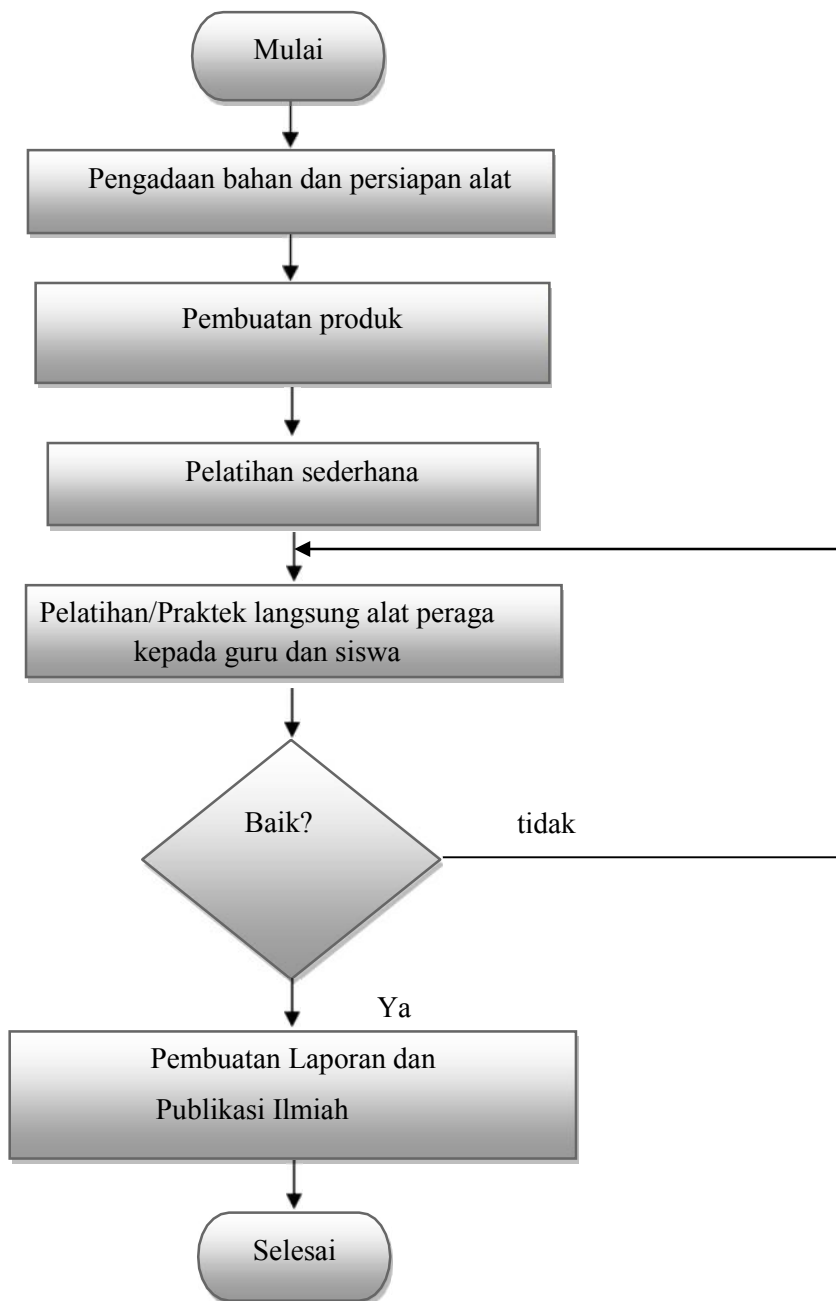 Mulai
Pengadaan bahan dan persiapan alat
Pembuatan produk
Pelatihan sederhana
Pelatihan/Praktek langsung alat peraga
kepada guru dan siswa
Baik?
tidak
Ya
Pembuatan Laporan dan
Publikasi Ilmiah
Selesai